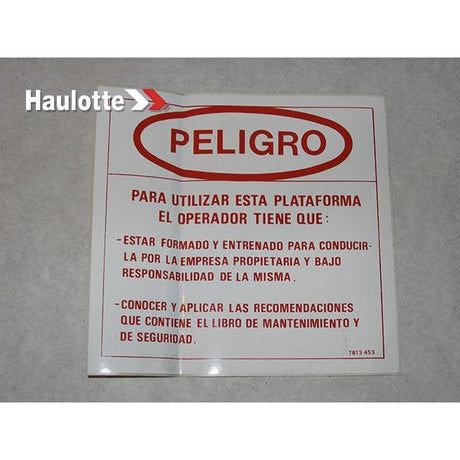 Haulotte
PELIGRO
PARA UTILIZAR ESTA PLATAFORMA
EL OPERADOR TIENE QUE:
-ESTAR FORMADO Y ENTRENADO PARA CONDUCIR-
LA POR LA EMPRESA PROPIETARIA Y BAJO
RESPONSABILIDAD DE LA MISMA.
-CONOCER Y APLICAR LAS RECOMENDACIONES
QUE CONTIENE EL LIBRO DE MANTENIMIENTO Y
DE SEGURIDAD.
7813.453